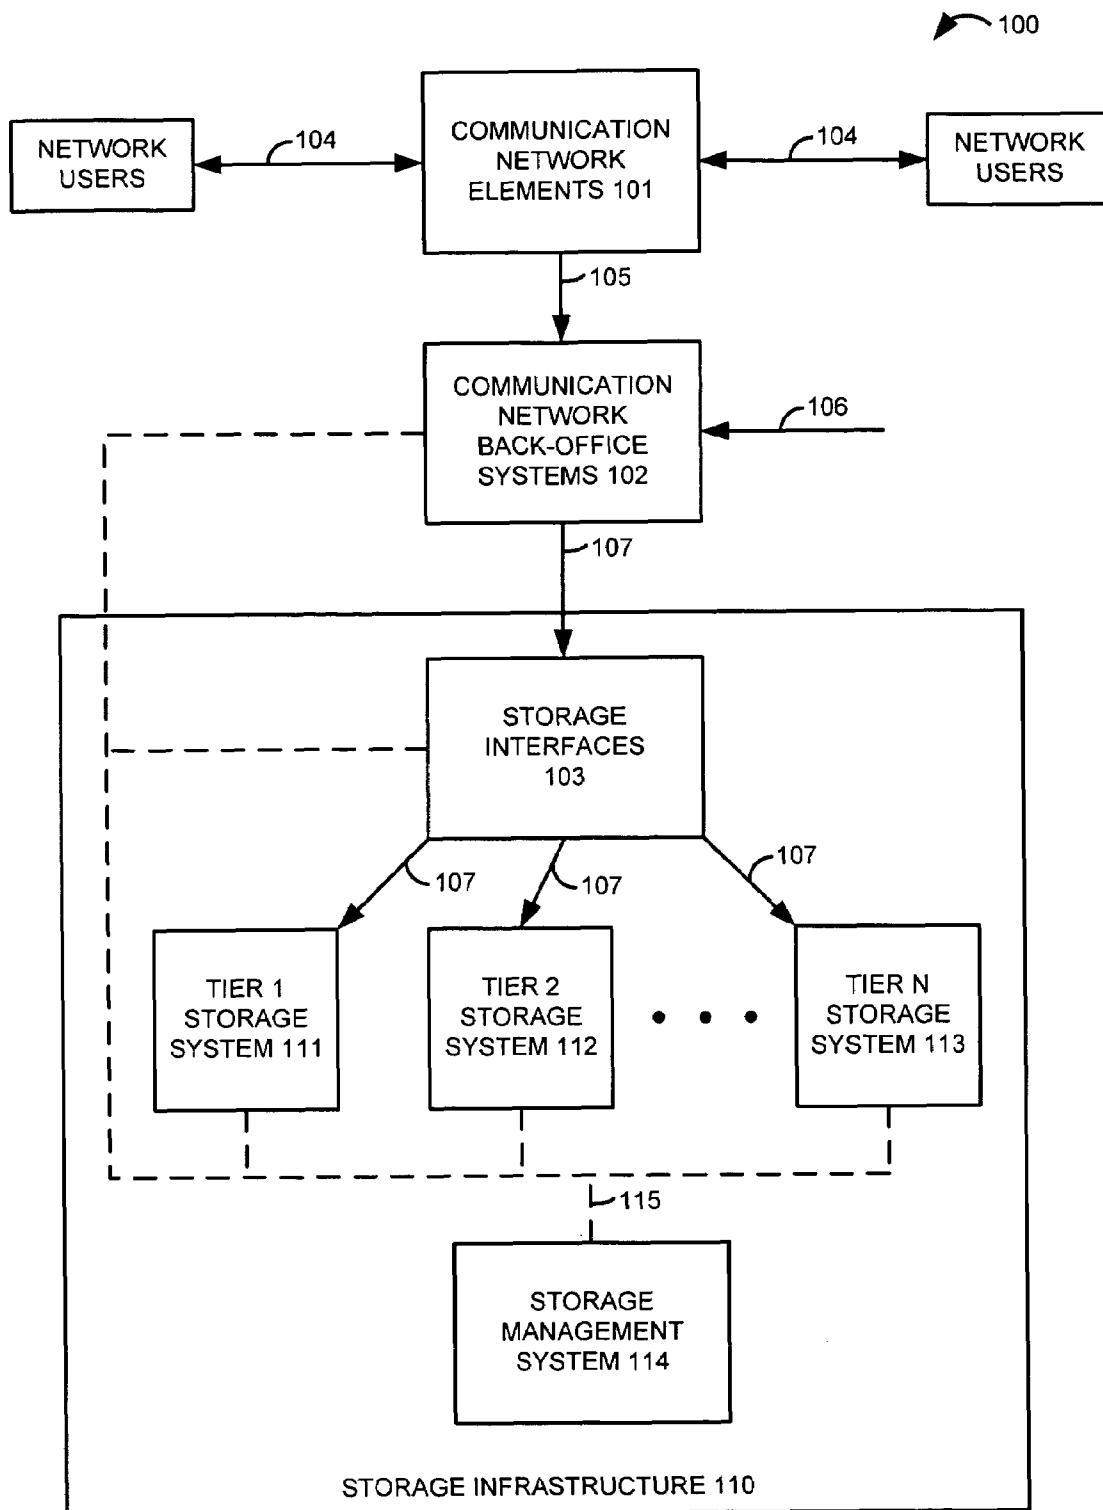 100
NETWORK
USERS
104
COMMUNICATION
NETWORK
ELEMENTS 101
104
NETWORK
USERS
105
COMMUNICATION
NETWORK
BACK-OFFICE
SYSTEMS 102
106
107
STORAGE
INTERFACES
103
107
107
107
TIER 1
STORAGE
SYSTEM 111
TIER 2
STORAGE
SYSTEM 112
TIER N
STORAGE
SYSTEM 113
115
STORAGE
MANAGEMENT
SYSTEM 114
STORAGE INFRASTRUCTURE 110